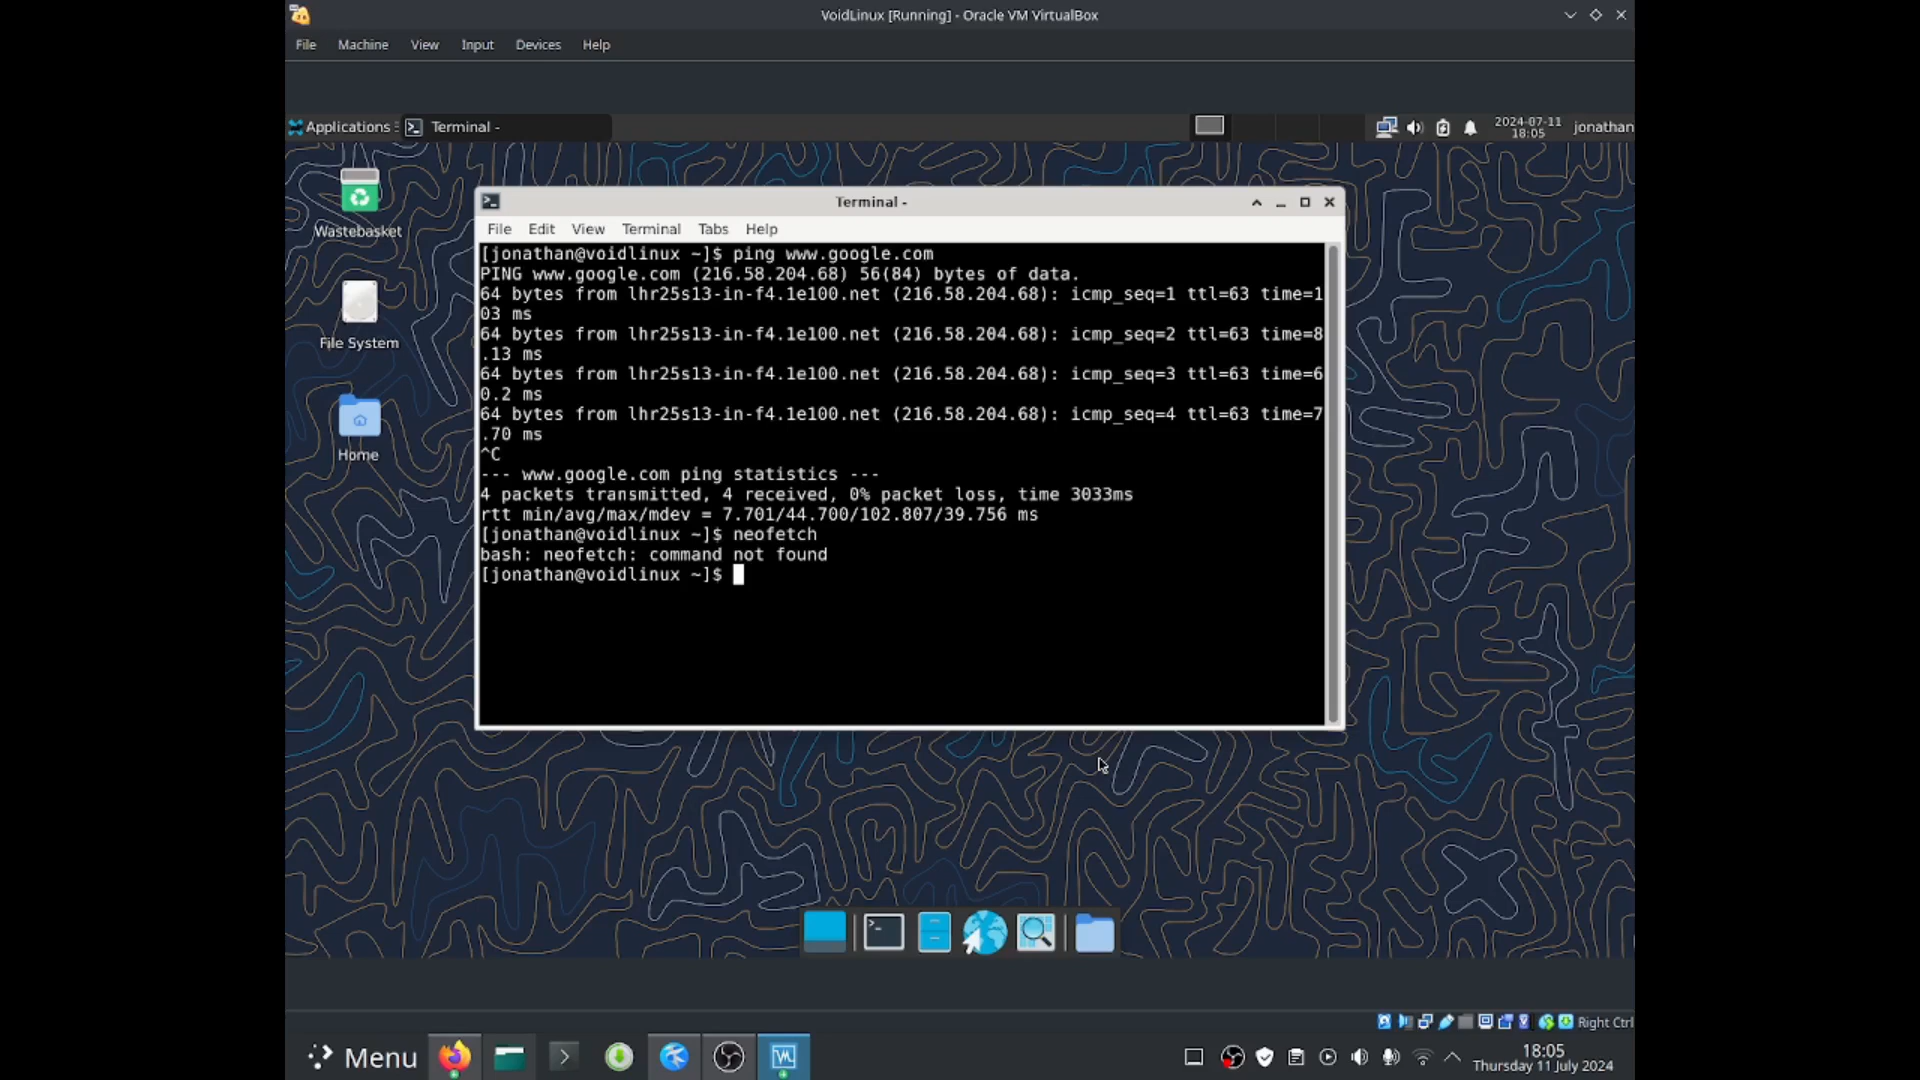 VoidLinux [Running] - Oracle VM VirtualBox
File Machine View Input Devices Help
Applications Terminal -
2024-07-11
18:05
jonathan
Wastebasket
File System
Home
Terminal -
File Edit View Terminal Tabs Help
[jonathan@voidlinux ~]$ ping www.google.com
PING www.google.com (216.58.204.68) 56(84) bytes of data.
64 bytes from lhr25s13-in-f4.1e100.net (216.58.204.68): icmp_seq=1 ttl=63 time=1
03 ms
64 bytes from lhr25s13-in-f4.1e100.net (216.58.204.68): icmp_seq=2 ttl=63 time=8
.13 ms
64 bytes from lhr25s13-in-f4.1e100.net (216.58.204.68): icmp_seq=3 ttl=63 time=6
0.2 ms
64 bytes from lhr25s13-in-f4.1e100.net (216.58.204.68): icmp_seq=4 ttl=63 time=7
.70 ms
^C
--- www.google.com ping statistics ---
4 packets transmitted, 4 received, 0% packet loss, time 3033ms
rtt min/avg/max/mdev = 7.701/44.700/102.807/39.756 ms
[jonathan@voidlinux ~]$ neofetch
bash: neofetch: command not found
[jonathan@voidlinux ~]$
Right Ctrl
Menu
18:05
Thursday 11 July 2024